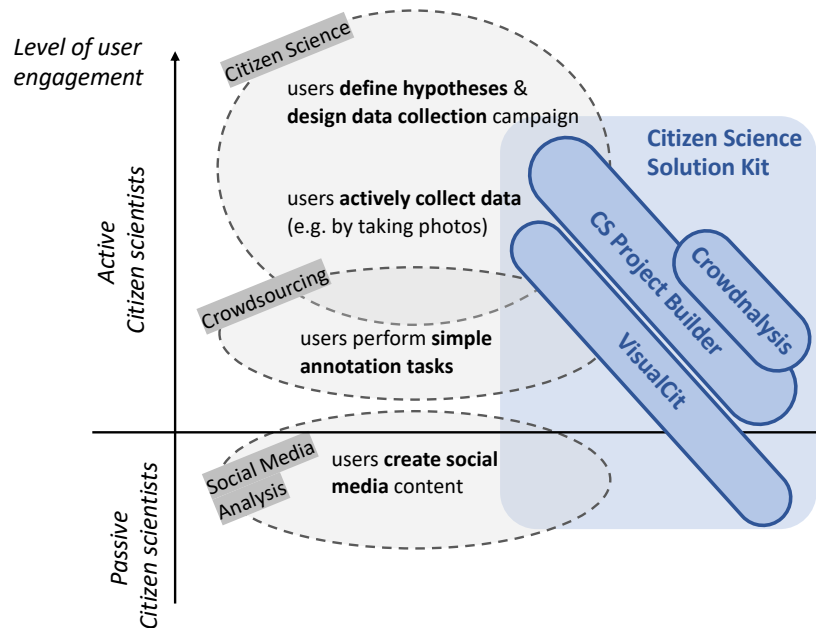 Level of user
engagement
Citizen Science
users define hypotheses &
design data collection campaign
Citizen Science
Solution Kit
users actively collect data
(e.g. by taking photos)
Active
Citizen scientists
Crowdsourcing
users perform simple
annotation tasks
CS Project Builder
Crowdnalysis
VisualCit
Social Media
Analysis
users create social
media content
Passive
Citizen scientists